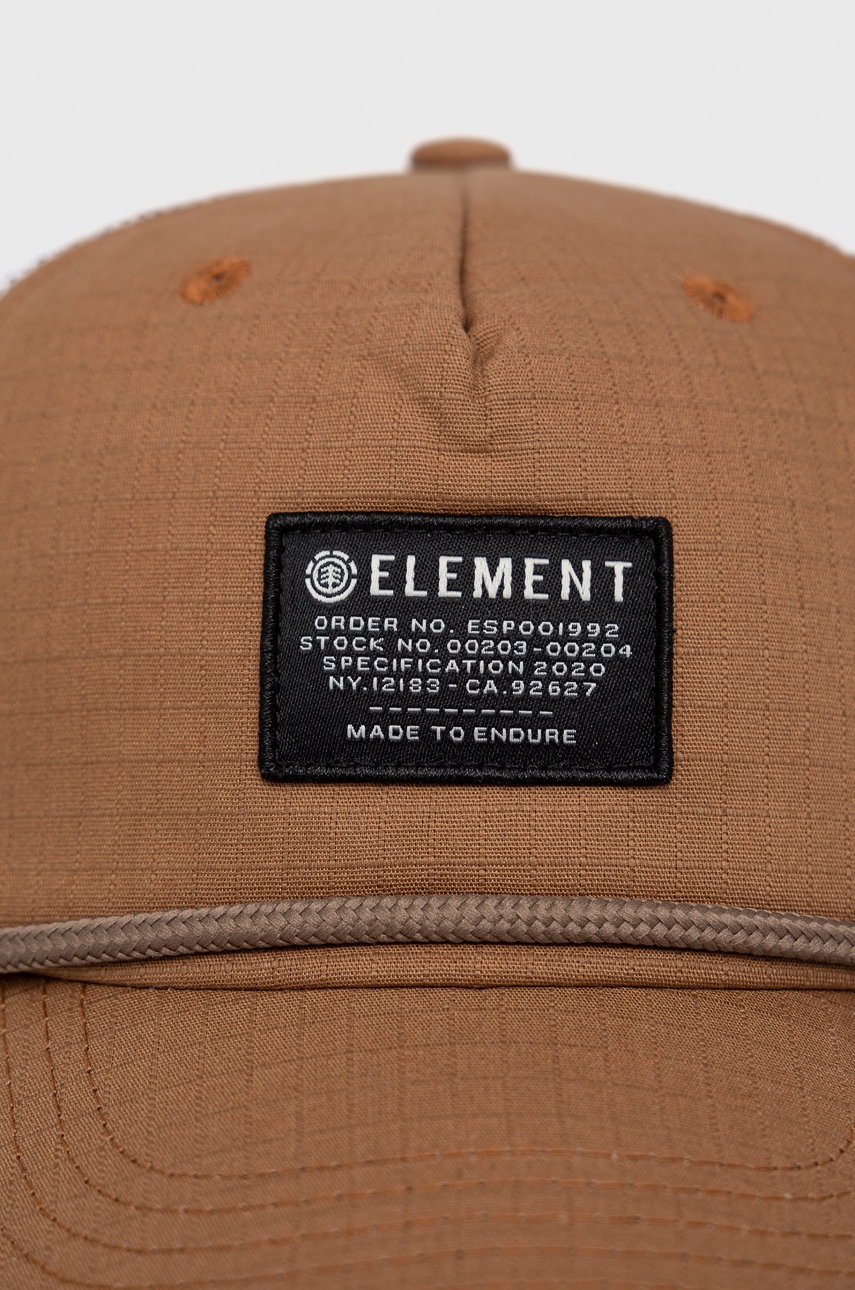 ELEMENT
ORDER NO. ESP001992
STOCK NO. 00203-00204
SPECIFICATION 2020
NY.12183-CA.92627
----------
MADE TO ENDURE